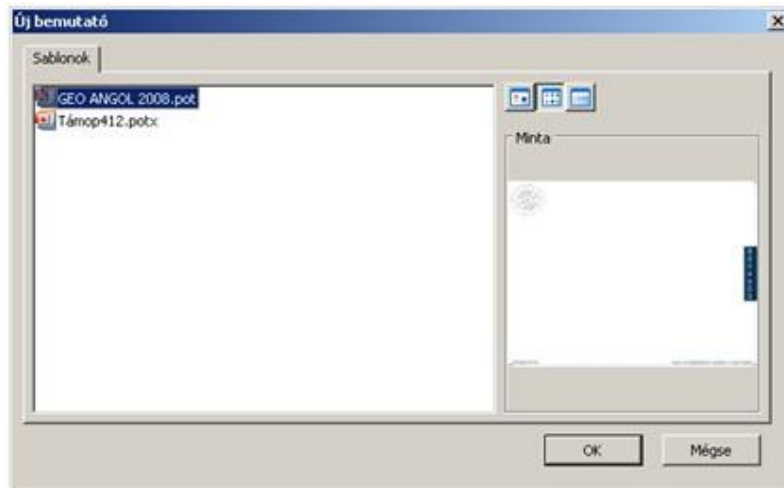 Új bemutató
Sablonok
GEO ANGOL 2008.pot
Támop412.potx
Minta
OK
Mégse